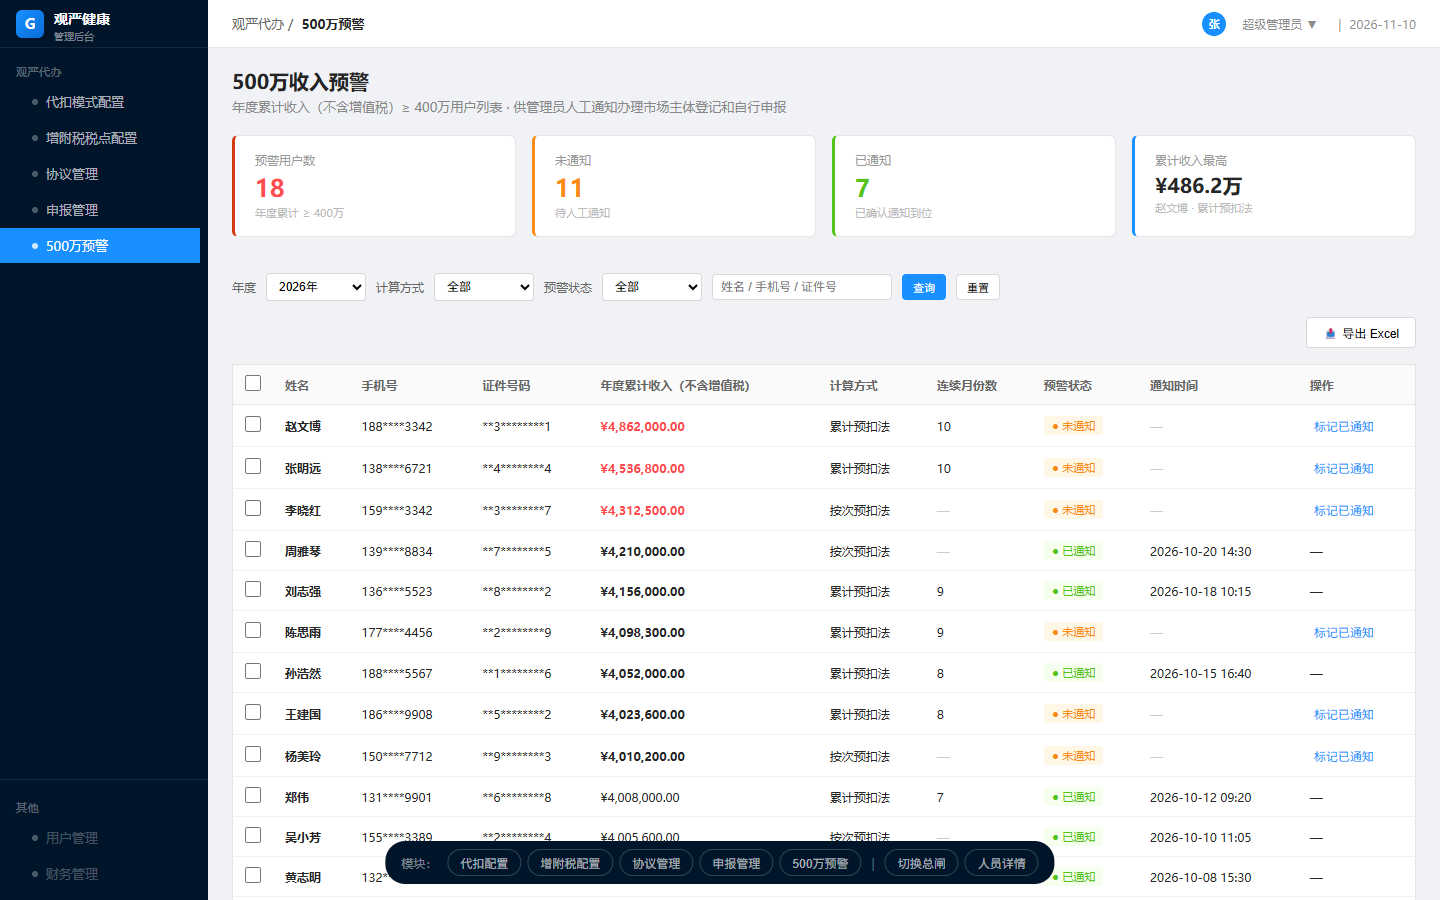 G 观严健康
管理后台
观严代办
代扣模式配置
增附税税点配置
协议管理
申报管理
500万预警
其他
用户管理
财务管理
观严代办 / 500万预警
张 超级管理员 ▼ | 2026-11-10
500万收入预警
年度累计收入（不含增值税）≥ 400万用户列表 · 供管理员人工通知办理市场主体登记和自行申报
预警用户数
18
年度累计 ≥ 400万
未通知
11
待人工通知
已通知
7
已确认通知到位
累计收入最高
¥486.2万
赵文博 · 累计预扣法
年度 2026年 计算方式 全部 预警状态 全部 姓名 / 手机号 / 证件号 查询 重置
导出 Excel
姓名 手机号 证件号码 年度累计收入（不含增值税） 计算方式 连续月份数 预警状态 通知时间 操作
赵文博 188****3342 **3********1 ¥4,862,000.00 累计预扣法 10 未通知 — 标记已通知
张明远 138****6721 **4********4 ¥4,536,800.00 累计预扣法 10 未通知 — 标记已通知
李晓红 159****3342 **3********7 ¥4,312,500.00 按次预扣法 — 未通知 — 标记已通知
周雅琴 139****8834 **7********5 ¥4,210,000.00 按次预扣法 — 已通知 2026-10-20 14:30 —
刘志强 136****5523 **8********2 ¥4,156,000.00 累计预扣法 9 已通知 2026-10-18 10:15 —
陈思雨 177****4456 **2********9 ¥4,098,300.00 累计预扣法 9 未通知 — 标记已通知
孙浩然 188****5567 **1********6 ¥4,052,000.00 累计预扣法 8 已通知 2026-10-15 16:40 —
王建国 186****9908 **5********2 ¥4,023,600.00 累计预扣法 8 未通知 — 标记已通知
杨美玲 150****7712 **9********3 ¥4,010,200.00 按次预扣法 — 未通知 — 标记已通知
郑伟 131****9901 **6********8 ¥4,008,000.00 累计预扣法 7 已通知 2026-10-12 09:20 —
吴小芳 155****3389 **2********4 ¥4,005,600.00 按次预扣法 — 已通知 2026-10-10 11:05 —
黄志明 132* 已通知 2026-10-08 15:30 —
模块： 代扣配置 增附税配置 协议管理 申报管理 500万预警 | 切换总闸 人员详情